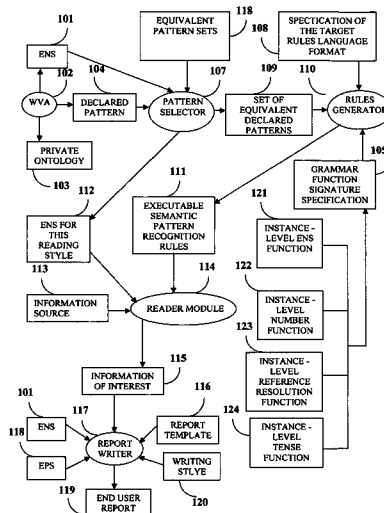 101
ENS
EQUIVALENT
PATTERN SETS
118
SPECTICATION OF
THE TARGET
RULES LANGUAGE
FORMAT
108
102
WVA
104
DECLARED
PATTERN
107
PATTERN
SELECTOR
109
SET OF
EQUIVALENT
DECLARED
PATTERNS
110
RULES
GENERATOR
PRIVATE
ONTOLOGY
103
105
GRAMMAR
FUNCTION
SIGNATURE
SPECIFICATION
112
ENS FOR
THIS
READING
STYLE
111
EXECUTABLE
SEMANTIC
PATTERN
RECOGNITION
RULES
121
INSTANCE -
LEVEL ENS
FUNCTION
113
INFORMATION
SOURCE
114
READER MODULE
122
INSTANCE -
LEVEL
NUMBER
FUNCTION
115
INFORMATION
OF INTEREST
123
INSTANCE -
LEVEL
REFERENCE
RESOLUTION
FUNCTION
101
ENS
117
116
REPORT
TEMPLATE
118
EPS
REPORT
WRITER
124
INSTANCE -
LEVEL
TENSE
FUNCTION
WRITING
STLYE
120
119
END USER
REPORT